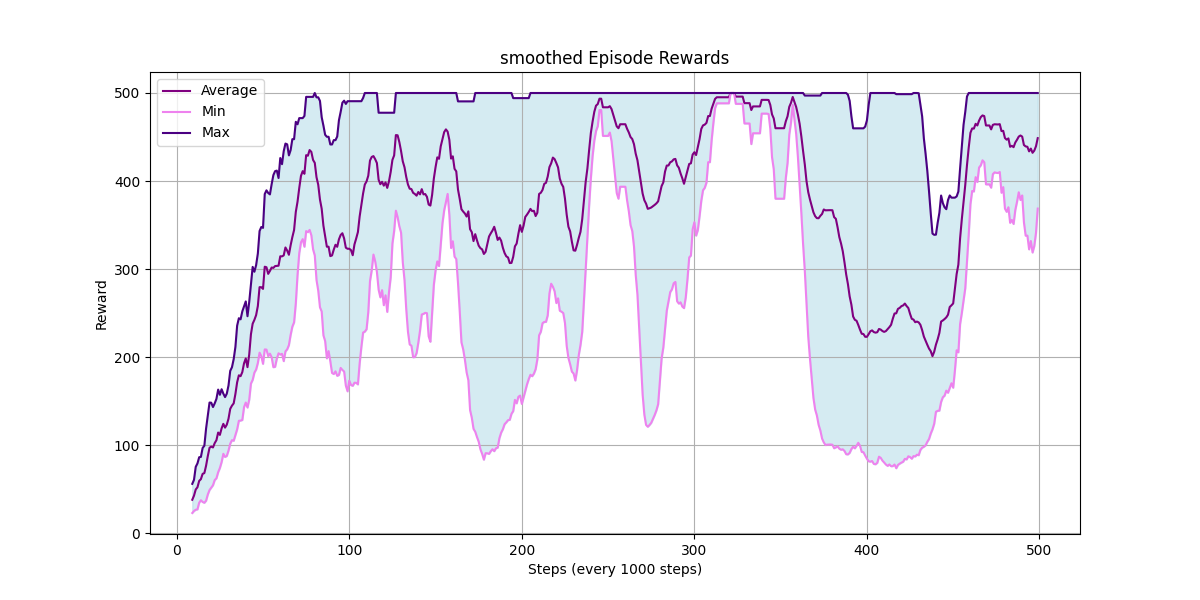 smoothed Episode Rewards
Average
Min
Max
Reward
500
400
300
200
100
0
0 100 200 300 400 500
Steps (every 1000 steps)